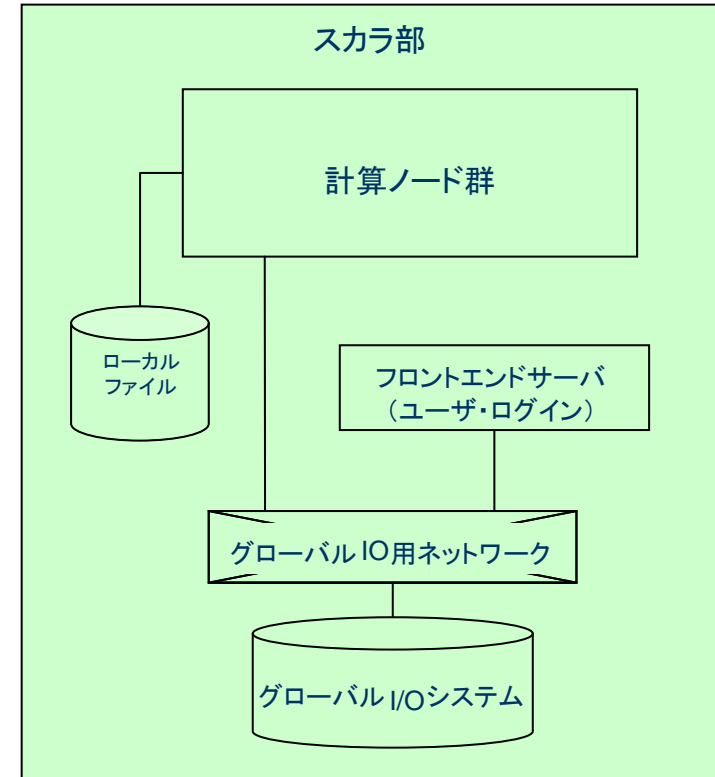 スカラ部
計算ノード群
ローカル
ファイル
フロントエンドサーバ
（ユーザ・ログイン）
グローバルIO用ネットワーク
グローバルI/Oシステム